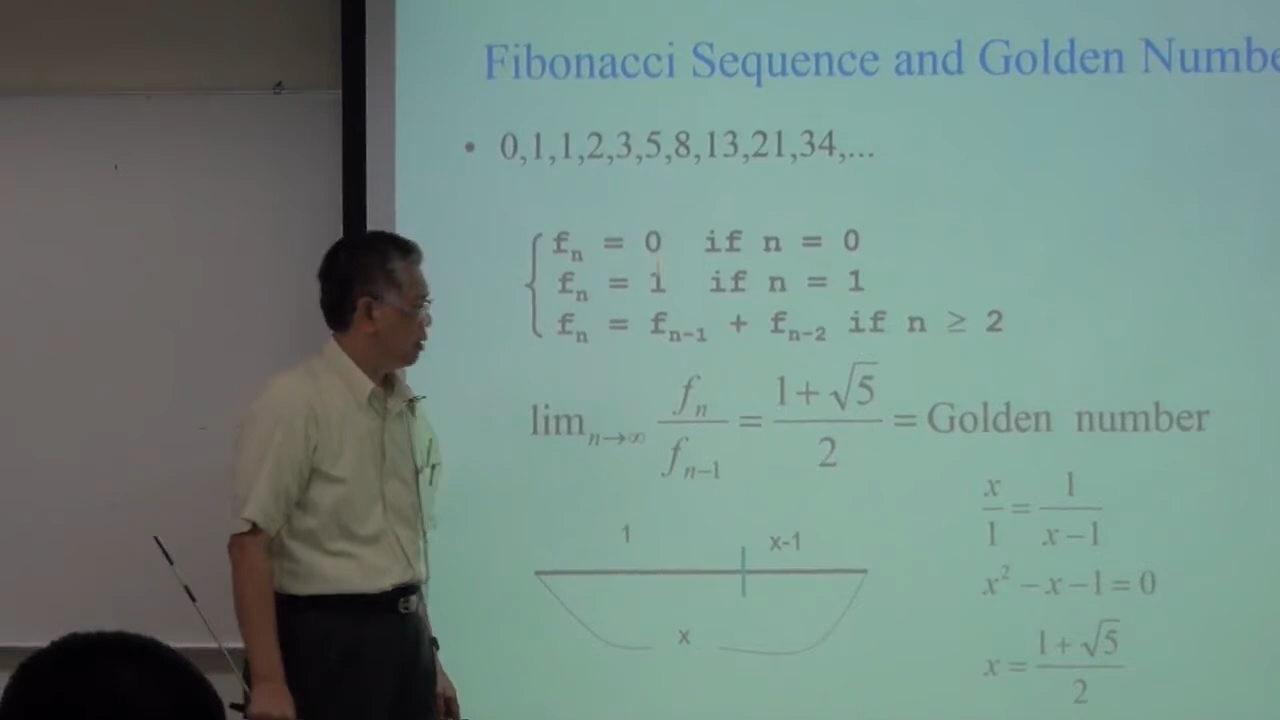 Fibonacci Sequence and Golden Numbe
• 0,1,1,2,3,5,8,13,21,34,...
fₙ = 0 if n = 0
fₙ = 1 if n = 1
fₙ = fₙ₋₁ + fₙ₋₂ if n ≥ 2
limₙ→∞ fₙ / fₙ₋₁ = (1+√5) / 2 = Golden number
x/1 = 1/(x−1)
1 x-1
x² − x − 1 = 0
x
x = (1+√5) / 2